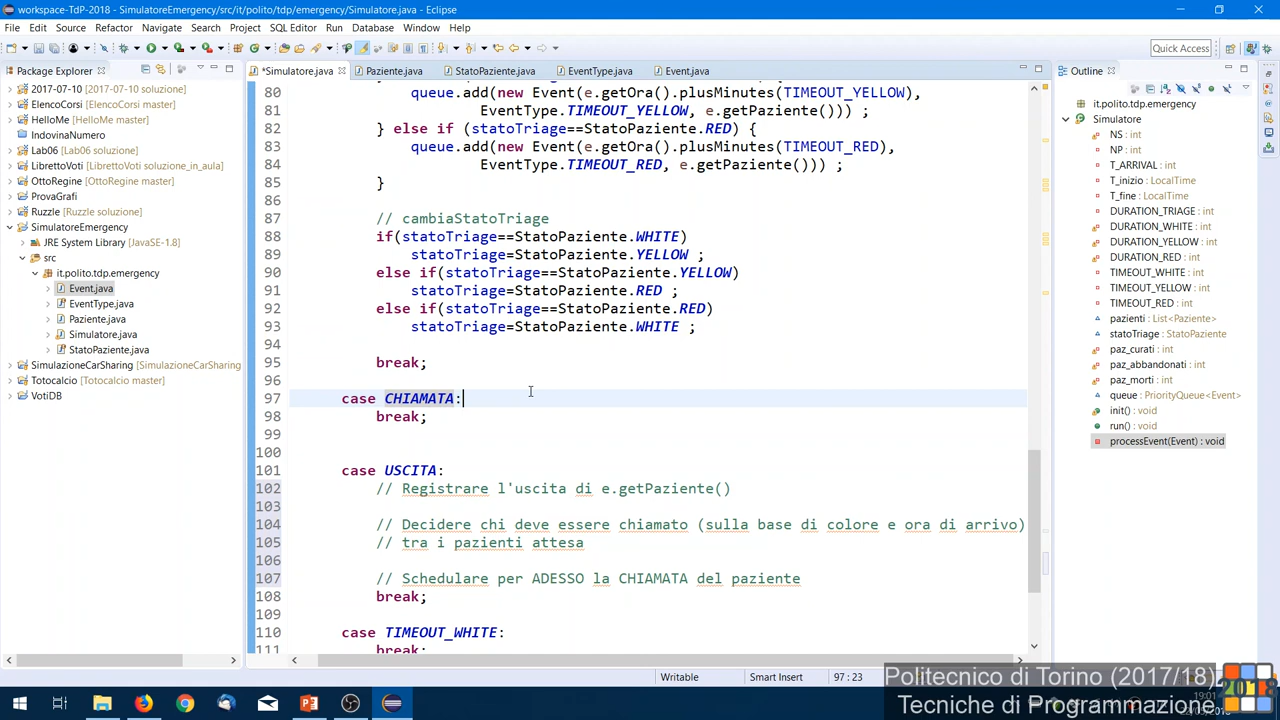 workspace-TdP-2018 - SimulatoreEmergency/src/it/polito/tdp/emergency/Simulatore.java - Eclipse
File Edit Source Refactor Navigate Search Project SQL Editor Run Database Window Help
Quick Access
Package Explorer
*Simulatore.java Paziente.java StatoPaziente.java EventType.java Event.java
Outline
2017-07-10 [2017-07-10 soluzione]
ElencoCorsi [ElencoCorsi master]
HelloMe [HelloMe master]
IndovinaNumero
Lab06 [Lab06 soluzione]
LibrettoVoti [LibrettoVoti soluzione_in_aula]
OttoRegine [OttoRegine master]
ProvaGrafi
Ruzzle [Ruzzle soluzione]
SimulatoreEmergency
JRE System Library [JavaSE-1.8]
src
it.polito.tdp.emergency
Event.java
EventType.java
Paziente.java
Simulatore.java
StatoPaziente.java
SimulazioneCarSharing [SimulazioneCarSharing
Totocalcio [Totocalcio master]
VotiDB
80 queue.add(new Event(e.getOra().plusMinutes(TIMEOUT_YELLOW),
81 EventType.TIMEOUT_YELLOW, e.getPaziente())) ;
82 } else if (statoTriage==StatoPaziente.RED) {
83 queue.add(new Event(e.getOra().plusMinutes(TIMEOUT_RED),
84 EventType.TIMEOUT_RED, e.getPaziente())) ;
85 }
86
87 // cambiaStatoTriage
88 if(statoTriage==StatoPaziente.WHITE)
89 statoTriage=StatoPaziente.YELLOW ;
90 else if(statoTriage==StatoPaziente.YELLOW)
91 statoTriage=StatoPaziente.RED ;
92 else if(statoTriage==StatoPaziente.RED)
93 statoTriage=StatoPaziente.WHITE ;
94
95 break;
96
97 case CHIAMATA:
98 break;
99
100
101 case USCITA:
102 // Registrare l'uscita di e.getPaziente()
103
104 // Decidere chi deve essere chiamato (sulla base di colore e ora di arrivo)
105 // tra i pazienti attesa
106
107 // Schedulare per ADESSO la CHIAMATA del paziente
108 break;
109
110 case TIMEOUT_WHITE:
111 break;
it.polito.tdp.emergency
Simulatore
NS : int
NP : int
T_ARRIVAL : int
T_inizio : LocalTime
T_fine : LocalTime
DURATION_TRIAGE : int
DURATION_WHITE : int
DURATION_YELLOW : int
DURATION_RED : int
TIMEOUT_WHITE : int
TIMEOUT_YELLOW : int
TIMEOUT_RED : int
pazienti : List<Paziente>
statoTriage : StatoPaziente
paz_curati : int
paz_abbandonati : int
paz_morti : int
queue : PriorityQueue<Event>
init() : void
run() : void
processEvent(Event) : void
Writable Smart Insert 97 : 23
Politecnico di Torino (2017/18)
Tecniche di Programmazione
2018
19:01